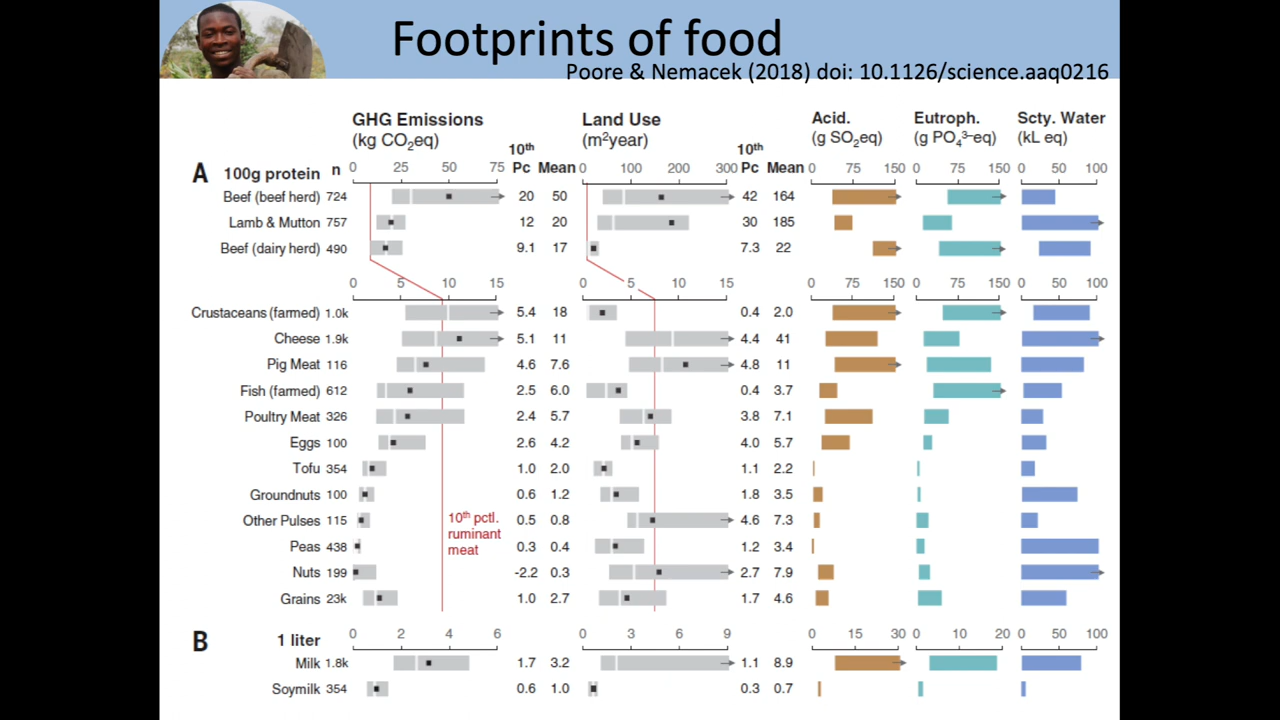 Footprints of food
Poore & Nemacek (2018) doi: 10.1126/science.aaq0216
GHG Emissions Land Use Acid. Eutroph. Scty. Water
(kg CO2eq) (m²year) (g SO2eq) (g PO4³⁻eq) (kL eq)
10th 10th
A 100g protein n 0 25 50 75 Pc Mean 0 100 200 300 Pc Mean 0 75 150 0 75 150 0 50 100
Beef (beef herd) 724 20 50 42 164
Lamb & Mutton 757 12 20 30 185
Beef (dairy herd) 490 9.1 17 7.3 22
0 5 10 15 0 5 10 15 0 75 150 0 75 150 0 50 100
Crustaceans (farmed) 1.0k 5.4 18 0.4 2.0
Cheese 1.9k 5.1 11 4.4 41
Pig Meat 116 4.6 7.6 4.8 11
Fish (farmed) 612 2.5 6.0 0.4 3.7
Poultry Meat 326 2.4 5.7 3.8 7.1
Eggs 100 2.6 4.2 4.0 5.7
Tofu 354 1.0 2.0 1.1 2.2
Groundnuts 100 0.6 1.2 1.8 3.5
Other Pulses 115 0.5 0.8 4.6 7.3
10th pctl.
ruminant
meat
Peas 438 0.3 0.4 1.2 3.4
Nuts 199 -2.2 0.3 2.7 7.9
Grains 23k 1.0 2.7 1.7 4.6
B 1 liter 0 2 4 6 0 3 6 9 0 15 30 0 10 20 0 50 100
Milk 1.8k 1.7 3.2 1.1 8.9
Soymilk 354 0.6 1.0 0.3 0.7